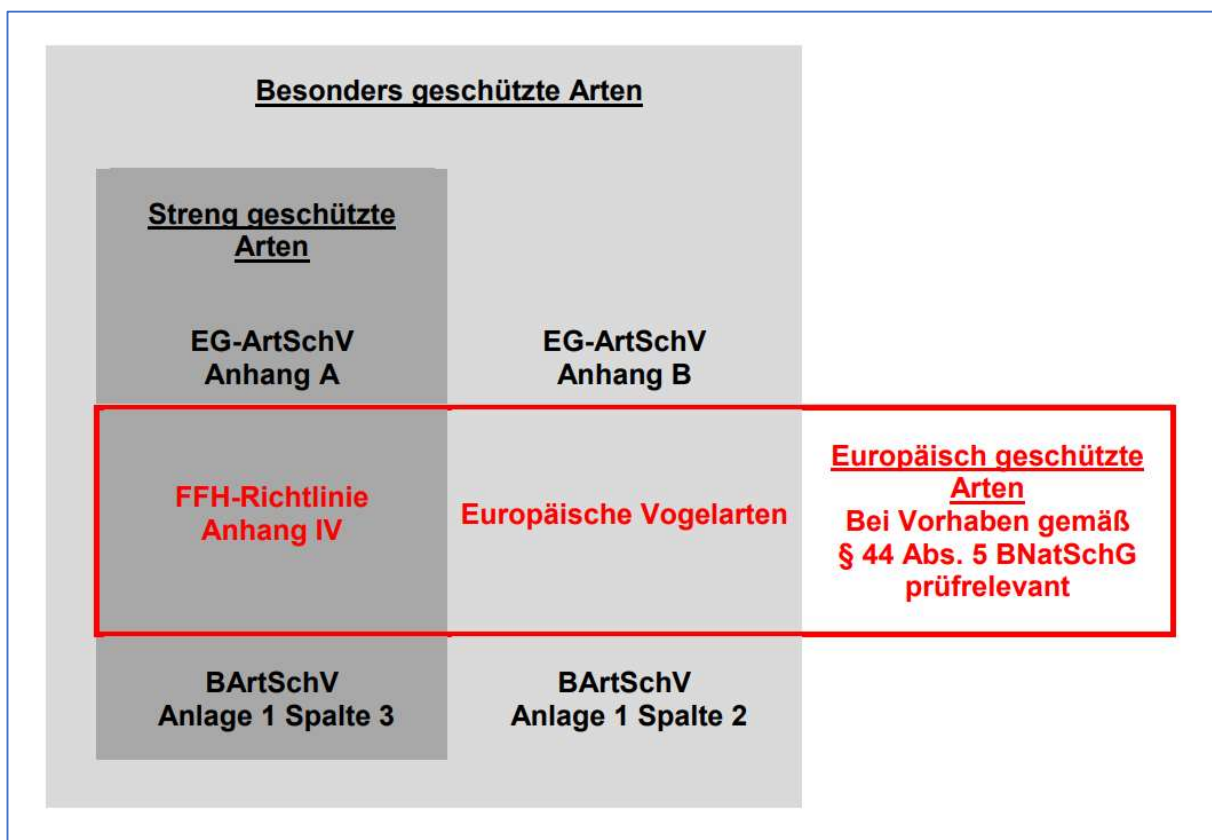 Besonders geschützte Arten
Streng geschützte
Arten
EG-ArtSchV
Anhang A
EG-ArtSchV
Anhang B
FFH-Richtlinie
Anhang IV
Europäische Vogelarten
Europäisch geschützte
Arten
Bei Vorhaben gemäß
§ 44 Abs. 5 BNatSchG
prüfrelevant
BArtSchV
Anlage 1 Spalte 3
BArtSchV
Anlage 1 Spalte 2